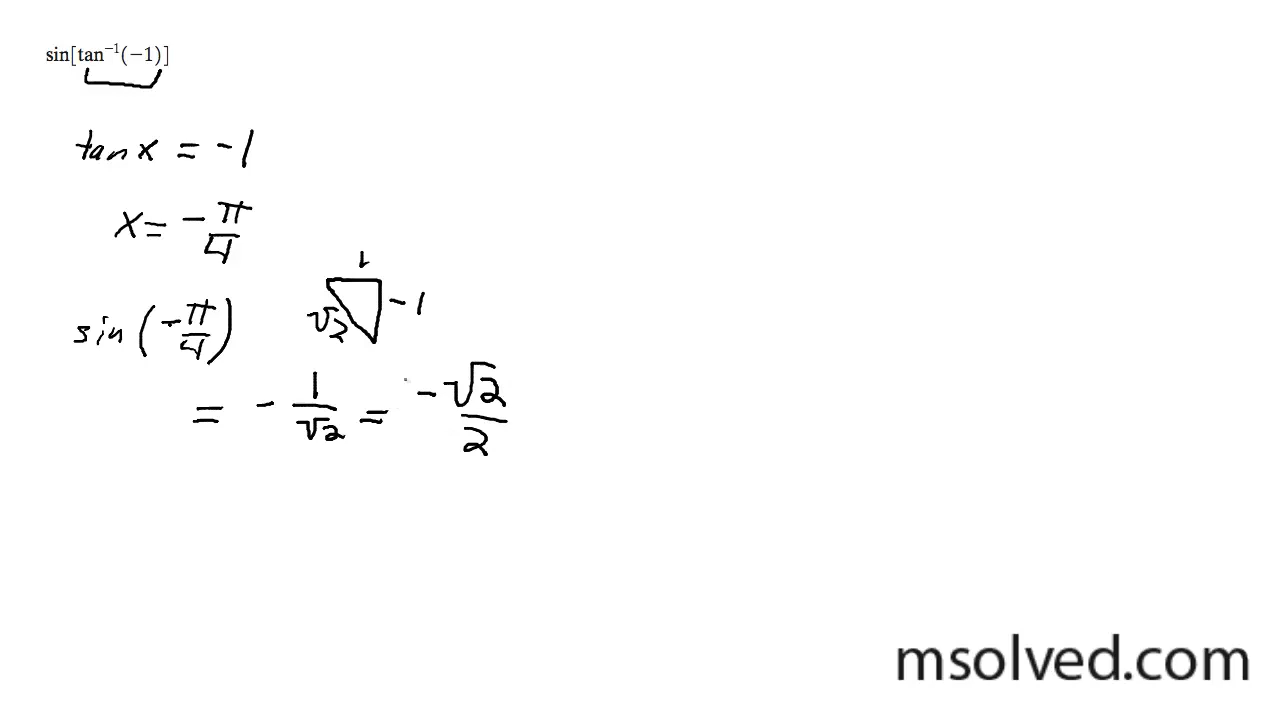 sin[tan⁻¹(−1)]
tan x = -1
x = -π/4
1
-1
√2
sin(-π/4)
= -1/√2 = -√2/2
msolved.com